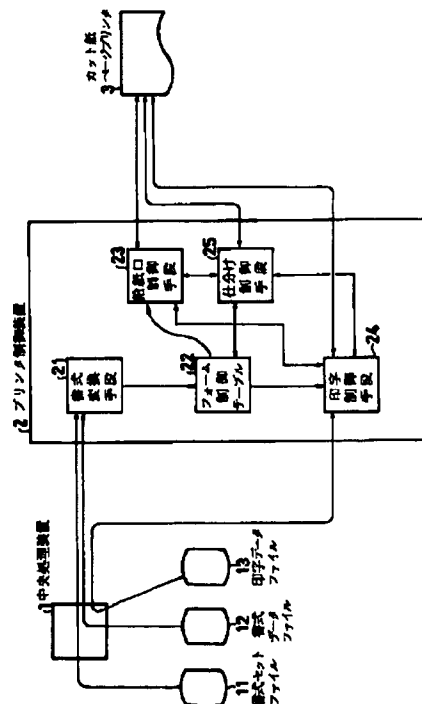 1 中央処理装置
11
書式セット
ファイル
12
書式
データ
ファイル
13
印字データ
ファイル
2 プリンタ制御装置
21
書式
変換
手段
22
フォーム
制御
テーブル
23
給紙口
制御
手段
25
仕分け
制御
手段
印字
制御
手段
24
カット紙
ページプリンタ
3